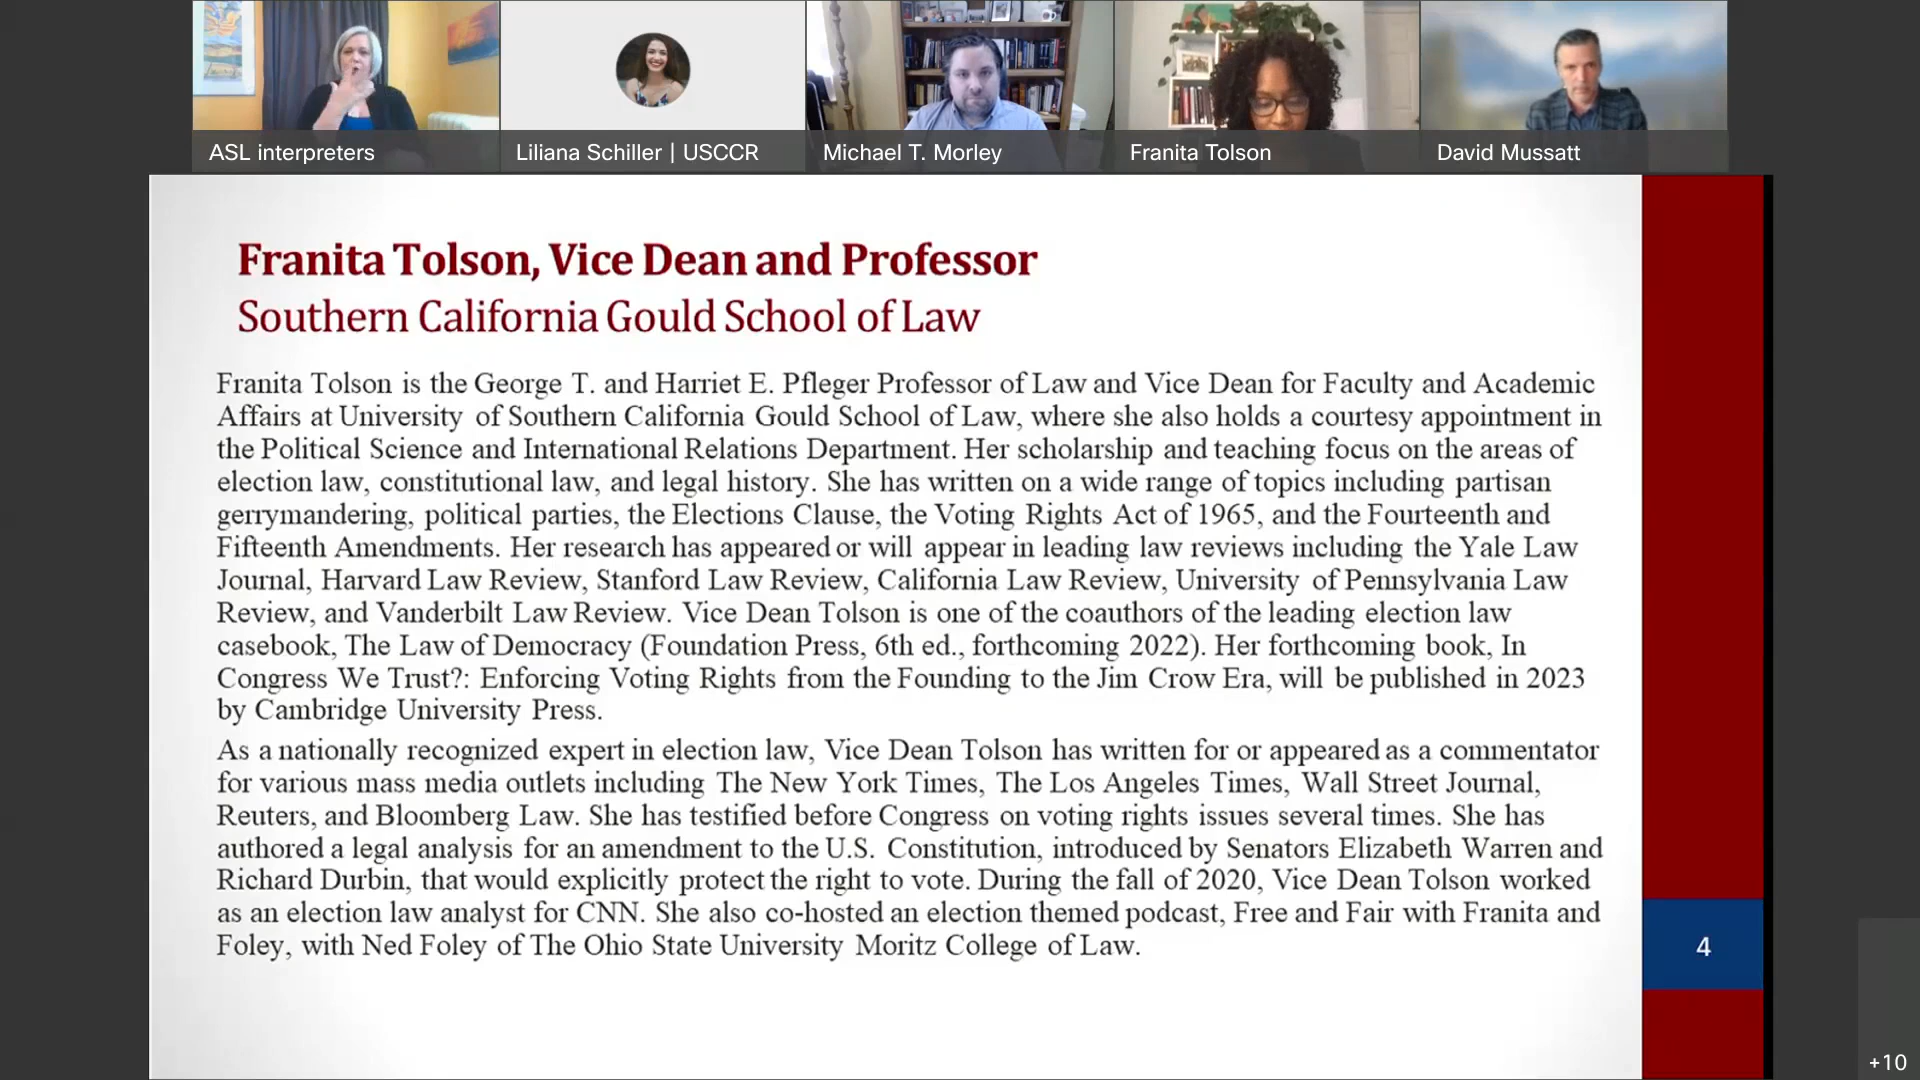 ASL interpreters
Liliana Schiller | USCCR
Michael T. Morley
Franita Tolson
David Mussatt
Franita Tolson, Vice Dean and Professor
Southern California Gould School of Law
Franita Tolson is the George T. and Harriet E. Pfleger Professor of Law and Vice Dean for Faculty and Academic
Affairs at University of Southern California Gould School of Law, where she also holds a courtesy appointment in
the Political Science and International Relations Department. Her scholarship and teaching focus on the areas of
election law, constitutional law, and legal history. She has written on a wide range of topics including partisan
gerrymandering, political parties, the Elections Clause, the Voting Rights Act of 1965, and the Fourteenth and
Fifteenth Amendments. Her research has appeared or will appear in leading law reviews including the Yale Law
Journal, Harvard Law Review, Stanford Law Review, California Law Review, University of Pennsylvania Law
Review, and Vanderbilt Law Review. Vice Dean Tolson is one of the coauthors of the leading election law
casebook, The Law of Democracy (Foundation Press, 6th ed., forthcoming 2022). Her forthcoming book, In
Congress We Trust?: Enforcing Voting Rights from the Founding to the Jim Crow Era, will be published in 2023
by Cambridge University Press.
As a nationally recognized expert in election law, Vice Dean Tolson has written for or appeared as a commentator
for various mass media outlets including The New York Times, The Los Angeles Times, Wall Street Journal,
Reuters, and Bloomberg Law. She has testified before Congress on voting rights issues several times. She has
authored a legal analysis for an amendment to the U.S. Constitution, introduced by Senators Elizabeth Warren and
Richard Durbin, that would explicitly protect the right to vote. During the fall of 2020, Vice Dean Tolson worked
as an election law analyst for CNN. She also co-hosted an election themed podcast, Free and Fair with Franita and
Foley, with Ned Foley of The Ohio State University Moritz College of Law.
4
+10